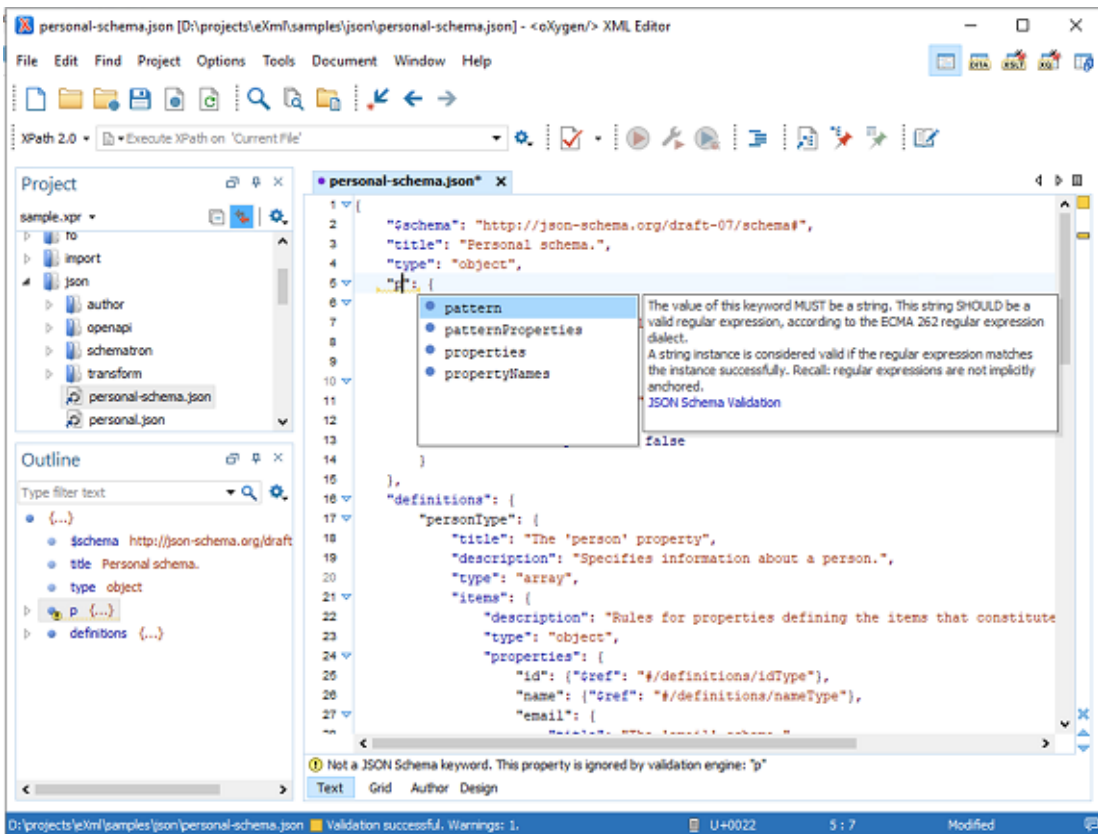 personal-schema.json [D:\projects\eXml\samples\json\personal-schema.json] - <oXygen/> XML Editor
File Edit Find Project Options Tools Document Window Help
XPath 2.0 Execute XPath on 'Current File'
Project
sample.xpr
fo
import
json
author
openapi
schematron
transform
personal-schema.json
personal.json
Outline
Type filter text
{...}
$schema http://json-schema.org/draft
title Personal schema.
type object
p {...}
definitions {...}
personal-schema.json* X
1 {
2 "$schema": "http://json-schema.org/draft-07/schema#",
3 "title": "Personal schema.",
4 "type": "object",
5 "p": {
6
7
8
9
10
11
12
13 false
14 }
15 },
16 "definitions": {
17 "personType": {
18 "title": "The 'person' property",
19 "description": "Specifies information about a person.",
20 "type": "array",
21 "items": {
22 "description": "Rules for properties defining the items that constitute
23 "type": "object",
24 "properties": {
25 "id": {"$ref": "#/definitions/idType"},
26 "name": {"$ref": "#/definitions/nameType"},
27 "email": {
pattern
patternProperties
properties
propertyNames
The value of this keyword MUST be a string. This string SHOULD be a
valid regular expression, according to the ECMA 262 regular expression
dialect.
A string instance is considered valid if the regular expression matches
the instance successfully. Recall: regular expressions are not implicitly
anchored.
JSON Schema Validation
Not a JSON Schema keyword. This property is ignored by validation engine: "p"
Text Grid Author Design
D:\projects\eXml\samples\json\personal-schema.json Validation successful. Warnings: 1. U+0022 5 : 7 Modified